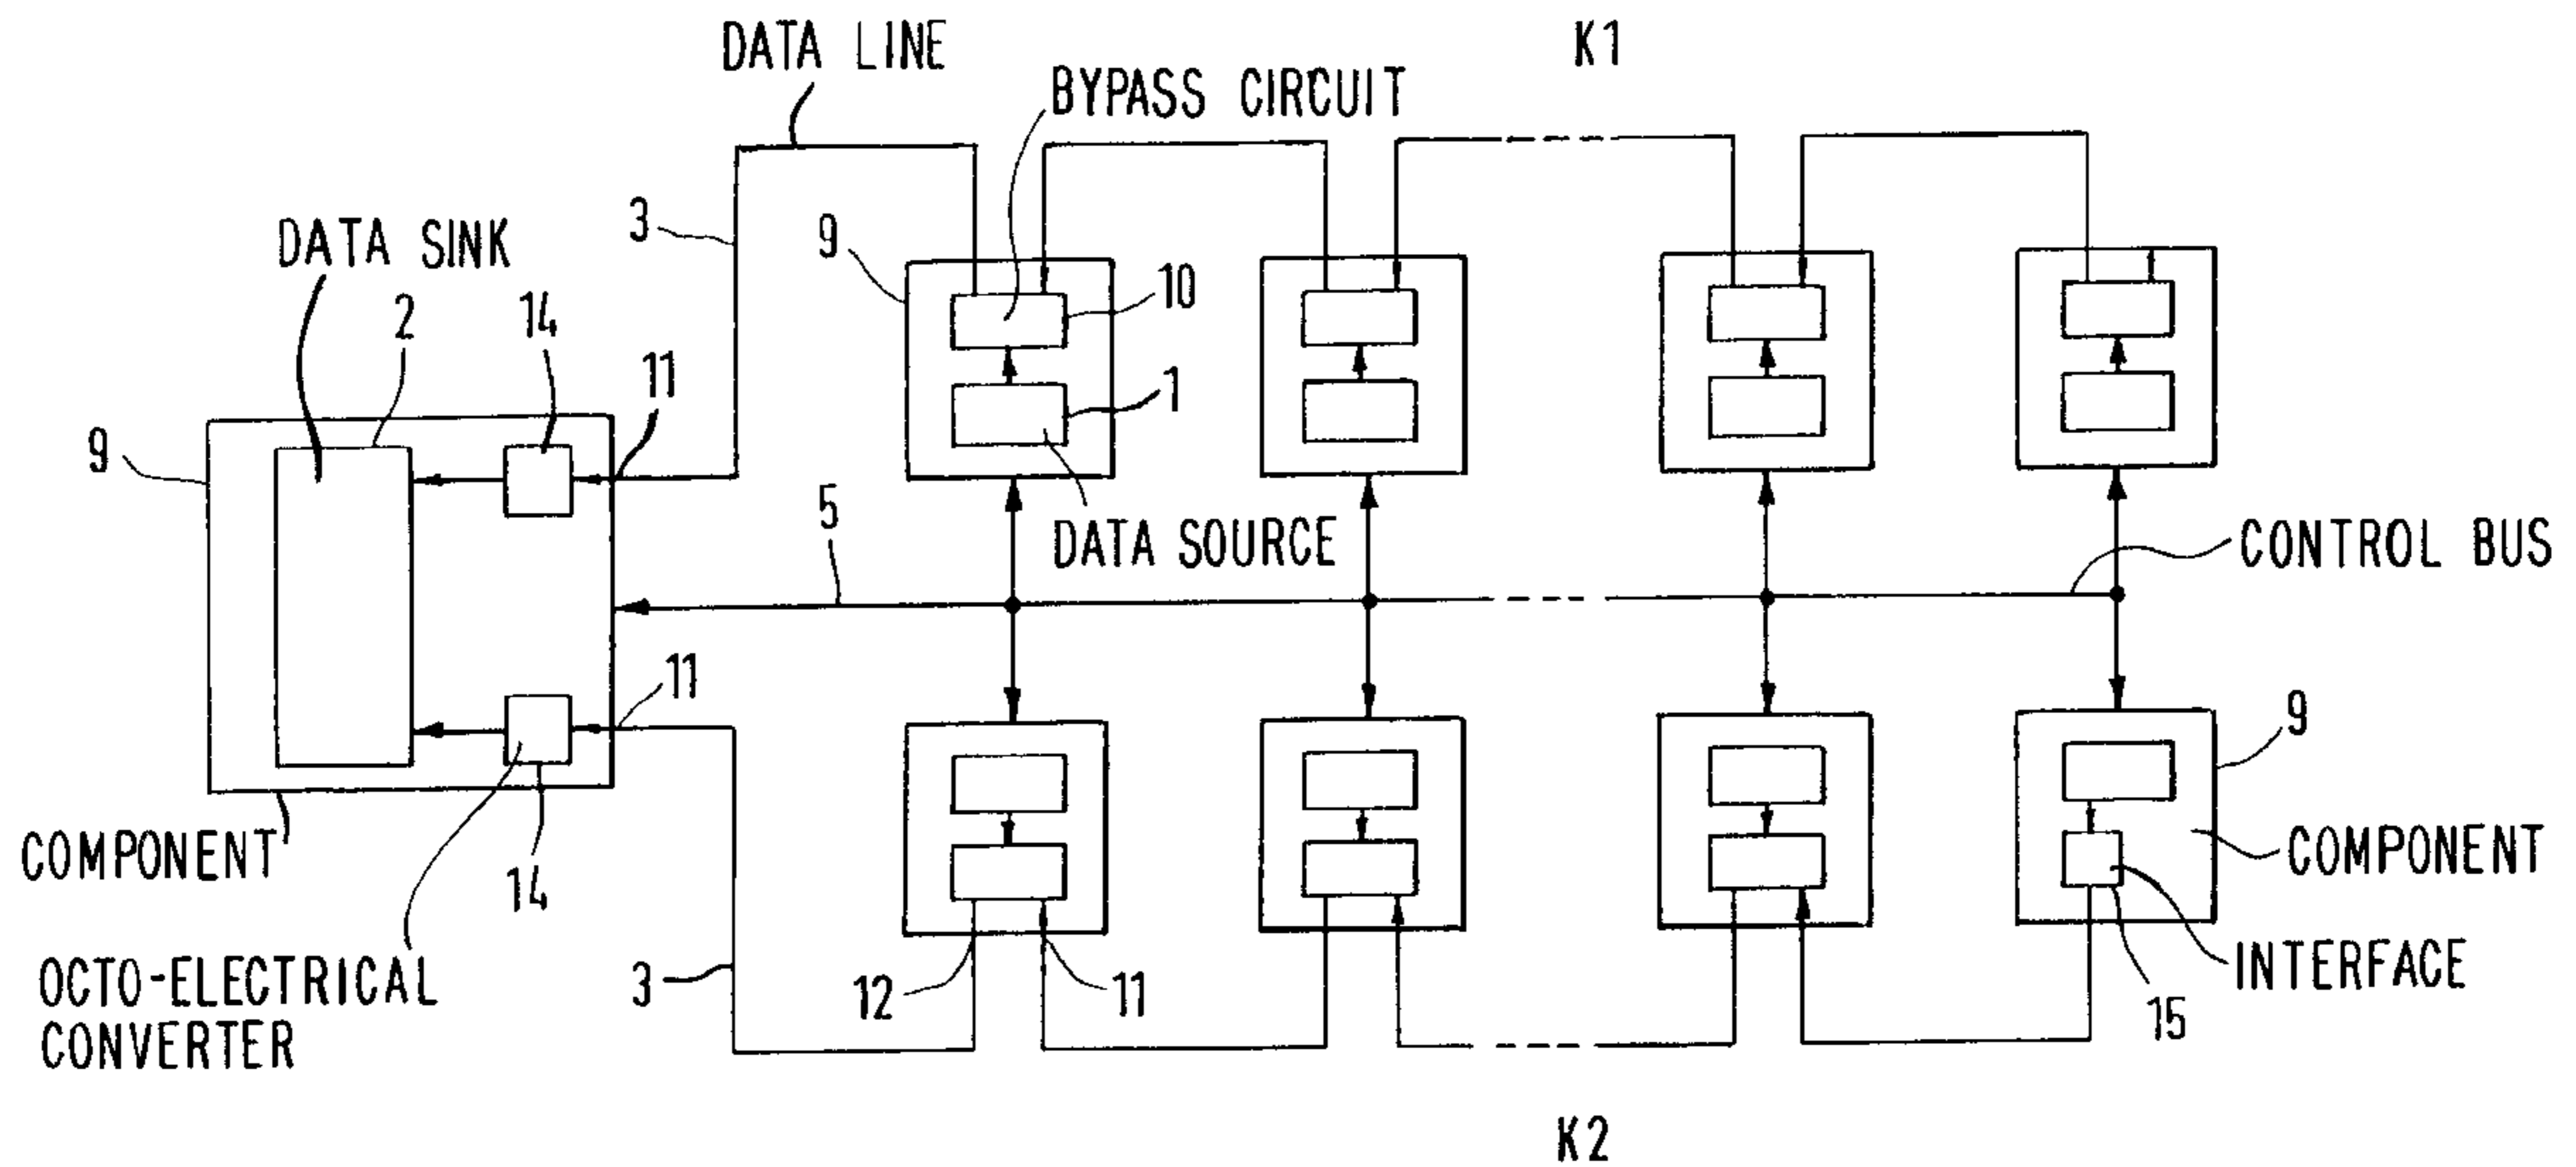 DATA LINE
K1
BYPASS CIRCUIT
3
9
DATA SINK
10
2
14
11
1
9
5
DATA SOURCE
CONTROL BUS
11
9
COMPONENT
COMPONENT
14
OCTO-ELECTRICAL
CONVERTER
3
12
11
INTERFACE
15
K2